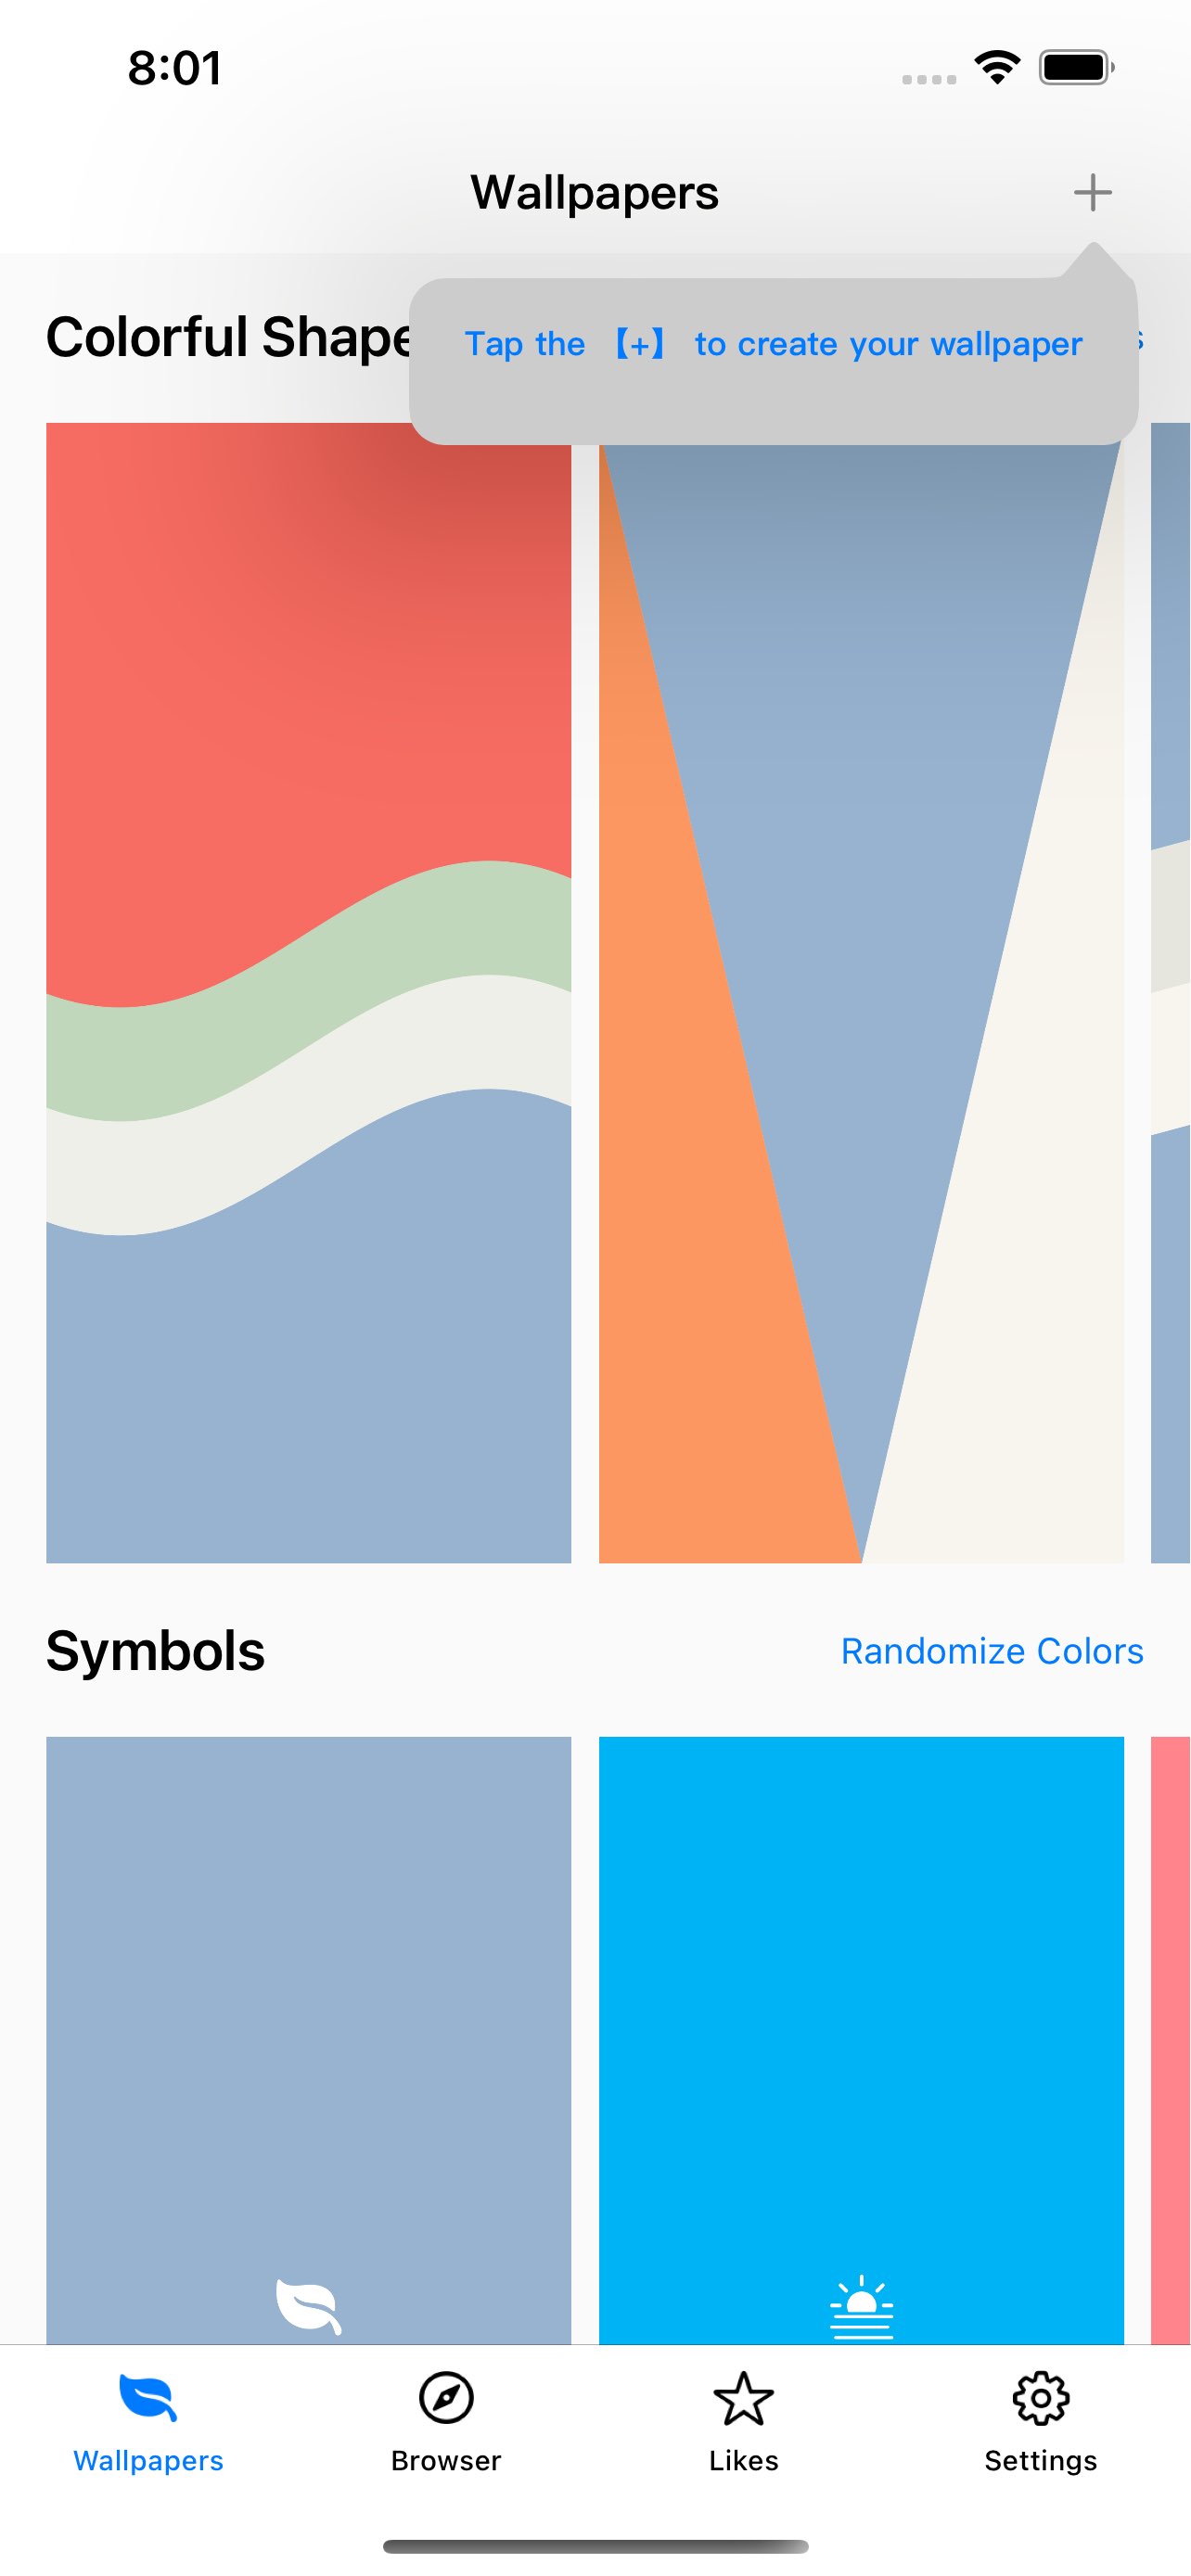 8:01
Wallpapers
Colorful Shape
Tap the 【+】 to create your wallpaper
Symbols
Randomize Colors
Wallpapers
Browser
Likes
Settings